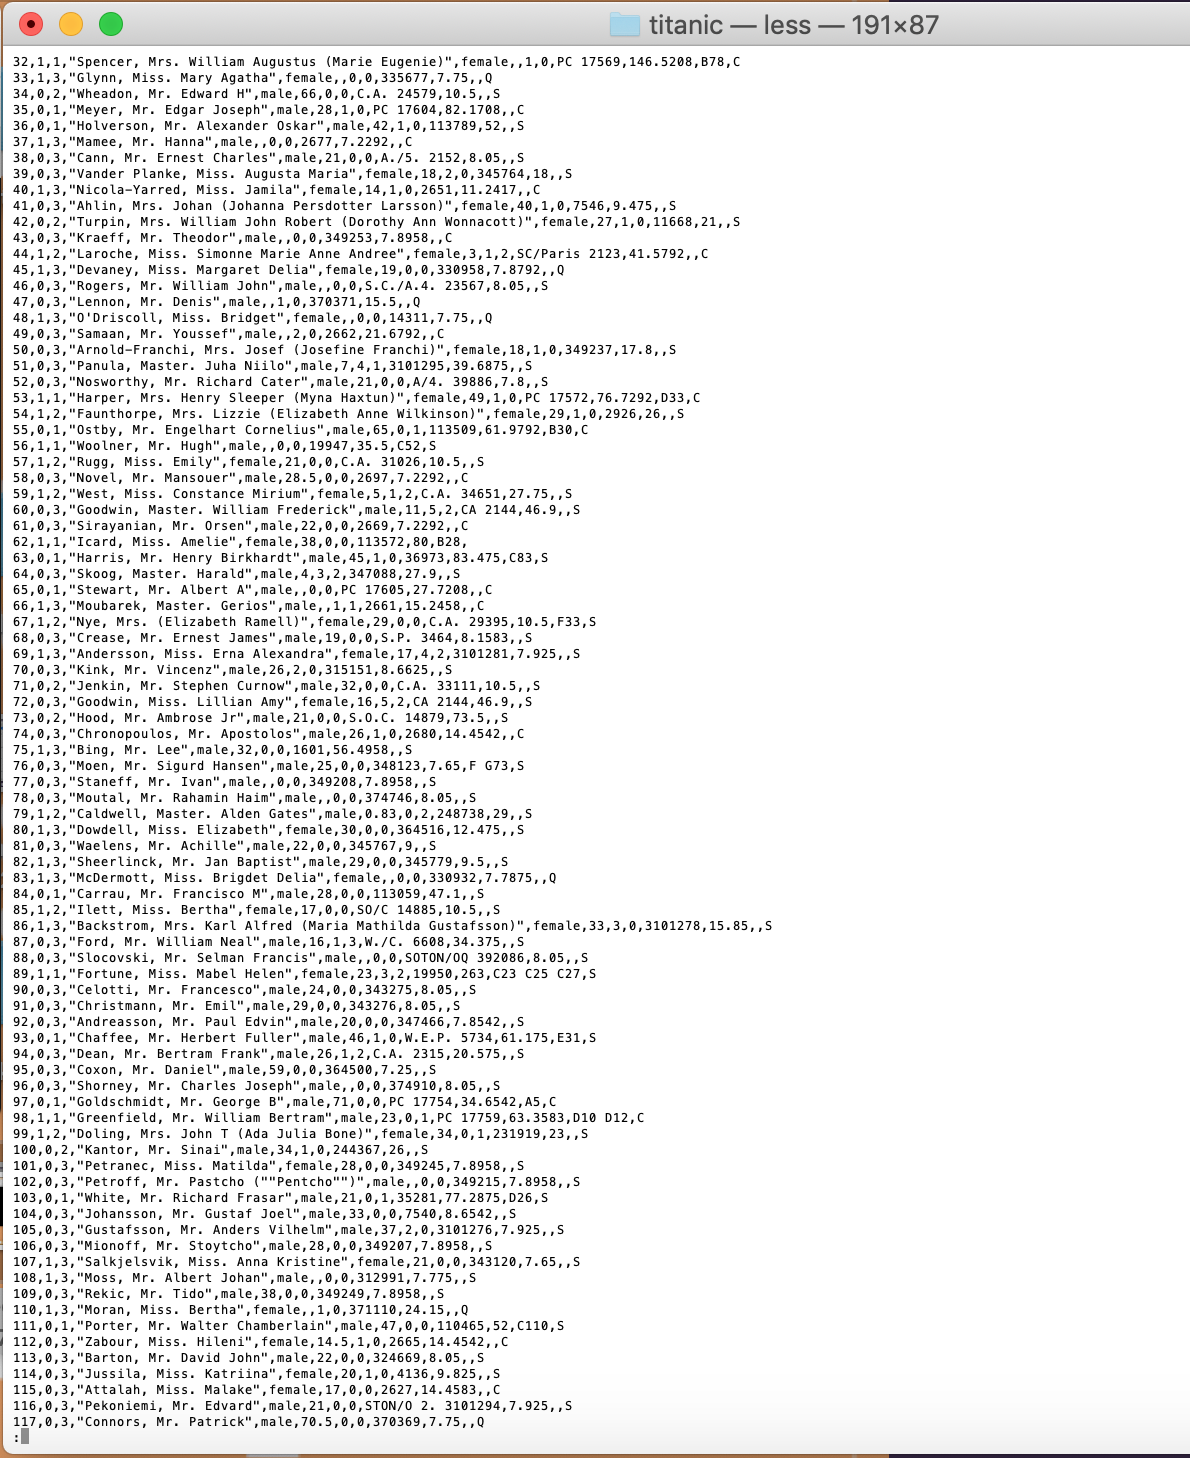 titanic — less — 191×87
32,1,1,"Spencer, Mrs. William Augustus (Marie Eugenie)",female,,1,0,PC 17569,146.5208,B78,C
33,1,3,"Glynn, Miss. Mary Agatha",female,,0,0,335677,7.75,,Q
34,0,2,"Wheadon, Mr. Edward H",male,66,0,0,C.A. 24579,10.5,,S
35,0,1,"Meyer, Mr. Edgar Joseph",male,28,1,0,PC 17604,82.1708,,C
36,0,1,"Holverson, Mr. Alexander Oskar",male,42,1,0,113789,52,,S
37,1,3,"Mamee, Mr. Hanna",male,,0,0,2677,7.2292,,C
38,0,3,"Cann, Mr. Ernest Charles",male,21,0,0,A./5. 2152,8.05,,S
39,0,3,"Vander Planke, Miss. Augusta Maria",female,18,2,0,345764,18,,S
40,1,3,"Nicola-Yarred, Miss. Jamila",female,14,1,0,2651,11.2417,,C
41,0,3,"Ahlin, Mrs. Johan (Johanna Persdotter Larsson)",female,40,1,0,7546,9.475,,S
42,0,2,"Turpin, Mrs. William John Robert (Dorothy Ann Wonnacott)",female,27,1,0,11668,21,,S
43,0,3,"Kraeff, Mr. Theodor",male,,0,0,349253,7.8958,,C
44,1,2,"Laroche, Miss. Simonne Marie Anne Andree",female,3,1,2,SC/Paris 2123,41.5792,,C
45,1,3,"Devaney, Miss. Margaret Delia",female,19,0,0,330958,7.8792,,Q
46,0,3,"Rogers, Mr. William John",male,,0,0,S.C./A.4. 23567,8.05,,S
47,0,3,"Lennon, Mr. Denis",male,,1,0,370371,15.5,,Q
48,1,3,"O'Driscoll, Miss. Bridget",female,,0,0,14311,7.75,,Q
49,0,3,"Samaan, Mr. Youssef",male,,2,0,2662,21.6792,,C
50,0,3,"Arnold-Franchi, Mrs. Josef (Josefine Franchi)",female,18,1,0,349237,17.8,,S
51,0,3,"Panula, Master. Juha Niilo",male,7,4,1,3101295,39.6875,,S
52,0,3,"Nosworthy, Mr. Richard Cater",male,21,0,0,A/4. 39886,7.8,,S
53,1,1,"Harper, Mrs. Henry Sleeper (Myna Haxtun)",female,49,1,0,PC 17572,76.7292,D33,C
54,1,2,"Faunthorpe, Mrs. Lizzie (Elizabeth Anne Wilkinson)",female,29,1,0,2926,26,,S
55,0,1,"Ostby, Mr. Engelhart Cornelius",male,65,0,1,113509,61.9792,B30,C
56,1,1,"Woolner, Mr. Hugh",male,,0,0,19947,35.5,C52,S
57,1,2,"Rugg, Miss. Emily",female,21,0,0,C.A. 31026,10.5,,S
58,0,3,"Novel, Mr. Mansouer",male,28.5,0,0,2697,7.2292,,C
59,1,2,"West, Miss. Constance Mirium",female,5,1,2,C.A. 34651,27.75,,S
60,0,3,"Goodwin, Master. William Frederick",male,11,5,2,CA 2144,46.9,,S
61,0,3,"Sirayanian, Mr. Orsen",male,22,0,0,2669,7.2292,,C
62,1,1,"Icard, Miss. Amelie",female,38,0,0,113572,80,B28,
63,0,1,"Harris, Mr. Henry Birkhardt",male,45,1,0,36973,83.475,C83,S
64,0,3,"Skoog, Master. Harald",male,4,3,2,347088,27.9,,S
65,0,1,"Stewart, Mr. Albert A",male,,0,0,PC 17605,27.7208,,C
66,1,3,"Moubarek, Master. Gerios",male,,1,1,2661,15.2458,,C
67,1,2,"Nye, Mrs. (Elizabeth Ramell)",female,29,0,0,C.A. 29395,10.5,F33,S
68,0,3,"Crease, Mr. Ernest James",male,19,0,0,S.P. 3464,8.1583,,S
69,1,3,"Andersson, Miss. Erna Alexandra",female,17,4,2,3101281,7.925,,S
70,0,3,"Kink, Mr. Vincenz",male,26,2,0,315151,8.6625,,S
71,0,2,"Jenkin, Mr. Stephen Curnow",male,32,0,0,C.A. 33111,10.5,,S
72,0,3,"Goodwin, Miss. Lillian Amy",female,16,5,2,CA 2144,46.9,,S
73,0,2,"Hood, Mr. Ambrose Jr",male,21,0,0,S.O.C. 14879,73.5,,S
74,0,3,"Chronopoulos, Mr. Apostolos",male,26,1,0,2680,14.4542,,C
75,1,3,"Bing, Mr. Lee",male,32,0,0,1601,56.4958,,S
76,0,3,"Moen, Mr. Sigurd Hansen",male,25,0,0,348123,7.65,F G73,S
77,0,3,"Staneff, Mr. Ivan",male,,0,0,349208,7.8958,,S
78,0,3,"Moutal, Mr. Rahamin Haim",male,,0,0,374746,8.05,,S
79,1,2,"Caldwell, Master. Alden Gates",male,0.83,0,2,248738,29,,S
80,1,3,"Dowdell, Miss. Elizabeth",female,30,0,0,364516,12.475,,S
81,0,3,"Waelens, Mr. Achille",male,22,0,0,345767,9,,S
82,1,3,"Sheerlinck, Mr. Jan Baptist",male,29,0,0,345779,9.5,,S
83,1,3,"McDermott, Miss. Brigdet Delia",female,,0,0,330932,7.7875,,Q
84,0,1,"Carrau, Mr. Francisco M",male,28,0,0,113059,47.1,,S
85,1,2,"Ilett, Miss. Bertha",female,17,0,0,SO/C 14885,10.5,,S
86,1,3,"Backstrom, Mrs. Karl Alfred (Maria Mathilda Gustafsson)",female,33,3,0,3101278,15.85,,S
87,0,3,"Ford, Mr. William Neal",male,16,1,3,W./C. 6608,34.375,,S
88,0,3,"Slocovski, Mr. Selman Francis",male,,0,0,SOTON/OQ 392086,8.05,,S
89,1,1,"Fortune, Miss. Mabel Helen",female,23,3,2,19950,263,C23 C25 C27,S
90,0,3,"Celotti, Mr. Francesco",male,24,0,0,343275,8.05,,S
91,0,3,"Christmann, Mr. Emil",male,29,0,0,343276,8.05,,S
92,0,3,"Andreasson, Mr. Paul Edvin",male,20,0,0,347466,7.8542,,S
93,0,1,"Chaffee, Mr. Herbert Fuller",male,46,1,0,W.E.P. 5734,61.175,E31,S
94,0,3,"Dean, Mr. Bertram Frank",male,26,1,2,C.A. 2315,20.575,,S
95,0,3,"Coxon, Mr. Daniel",male,59,0,0,364500,7.25,,S
96,0,3,"Shorney, Mr. Charles Joseph",male,,0,0,374910,8.05,,S
97,0,1,"Goldschmidt, Mr. George B",male,71,0,0,PC 17754,34.6542,A5,C
98,1,1,"Greenfield, Mr. William Bertram",male,23,0,1,PC 17759,63.3583,D10 D12,C
99,1,2,"Doling, Mrs. John T (Ada Julia Bone)",female,34,0,1,231919,23,,S
100,0,2,"Kantor, Mr. Sinai",male,34,1,0,244367,26,,S
101,0,3,"Petranec, Miss. Matilda",female,28,0,0,349245,7.8958,,S
102,0,3,"Petroff, Mr. Pastcho (""Pentcho"")",male,,0,0,349215,7.8958,,S
103,0,1,"White, Mr. Richard Frasar",male,21,0,1,35281,77.2875,D26,S
104,0,3,"Johansson, Mr. Gustaf Joel",male,33,0,0,7540,8.6542,,S
105,0,3,"Gustafsson, Mr. Anders Vilhelm",male,37,2,0,3101276,7.925,,S
106,0,3,"Mionoff, Mr. Stoytcho",male,28,0,0,349207,7.8958,,S
107,1,3,"Salkjelsvik, Miss. Anna Kristine",female,21,0,0,343120,7.65,,S
108,1,3,"Moss, Mr. Albert Johan",male,,0,0,312991,7.775,,S
109,0,3,"Rekic, Mr. Tido",male,38,0,0,349249,7.8958,,S
110,1,3,"Moran, Miss. Bertha",female,,1,0,371110,24.15,,Q
111,0,1,"Porter, Mr. Walter Chamberlain",male,47,0,0,110465,52,C110,S
112,0,3,"Zabour, Miss. Hileni",female,14.5,1,0,2665,14.4542,,C
113,0,3,"Barton, Mr. David John",male,22,0,0,324669,8.05,,S
114,0,3,"Jussila, Miss. Katriina",female,20,1,0,4136,9.825,,S
115,0,3,"Attalah, Miss. Malake",female,17,0,0,2627,14.4583,,C
116,0,3,"Pekoniemi, Mr. Edvard",male,21,0,0,STON/O 2. 3101294,7.925,,S
117,0,3,"Connors, Mr. Patrick",male,70.5,0,0,370369,7.75,,Q
: